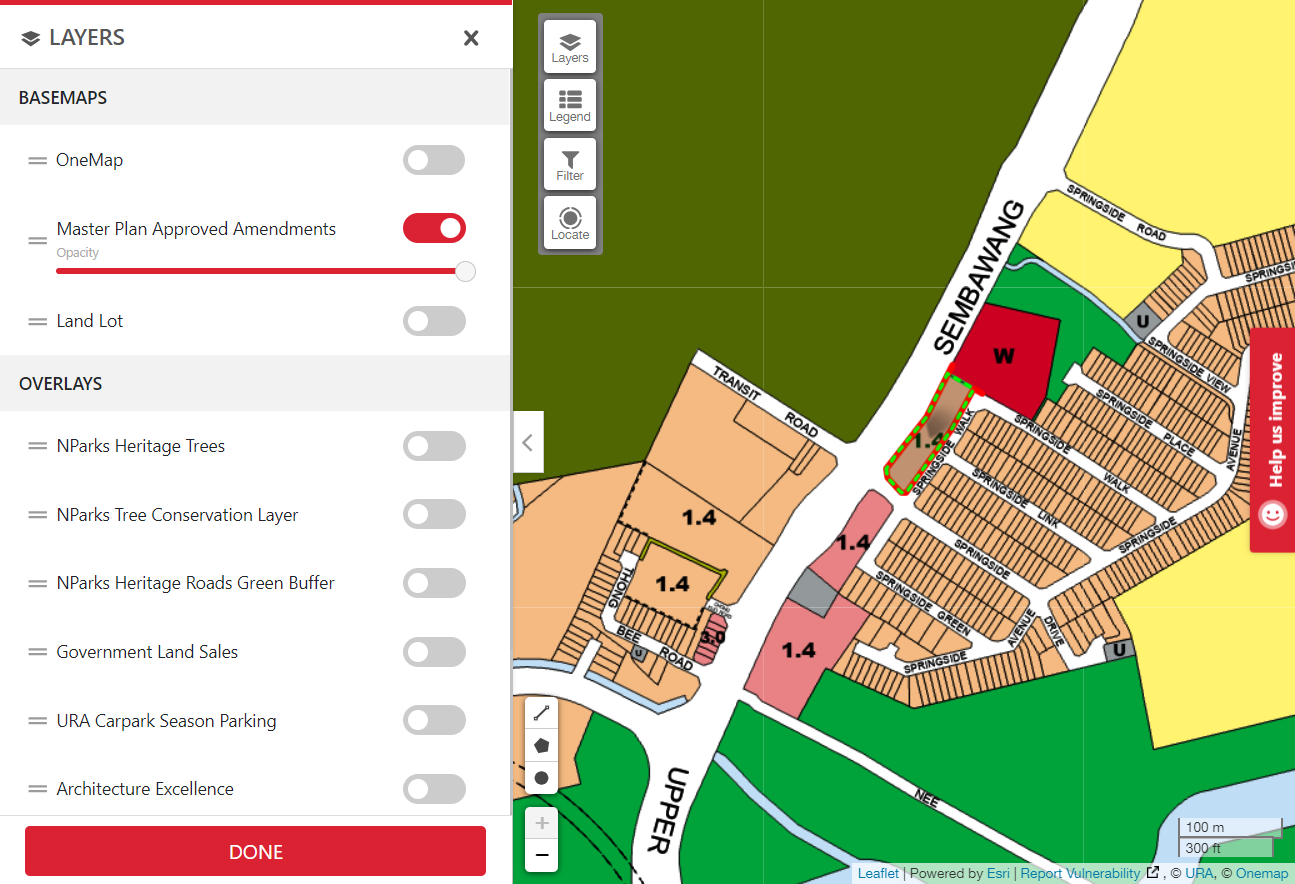 LAYERS
BASEMAPS
OneMap
Master Plan Approved Amendments
Opacity
Land Lot
OVERLAYS
NParks Heritage Trees
NParks Tree Conservation Layer
NParks Heritage Roads Green Buffer
Government Land Sales
URA Carpark Season Parking
Architecture Excellence
DONE
Layers
Legend
Filter
Locate
SEMBAWANG
SPRINGSIDE ROAD
SPRINGSI
U
W
SPRINGSIDE VIEW
TRANSIT ROAD
SPRINGSIDE PLACE
AVENUE
1.4
SPRINGSIDE WALK
SPRINGSIDE WALK
SPRINGSIDE LINK
SPRINGSIDE
1.4
1.4
SPRINGSIDE
1.4
THONG
BEE ROAD
U
3.0
SPRINGSIDE GREEN
AVENUE
DRIVE
1.4
SPRINGSIDE
U
UPPER
NEE
Help us improve
+
−
100 m
300 ft
Leaflet | Powered by Esri | Report Vulnerability , © URA, © Onemap